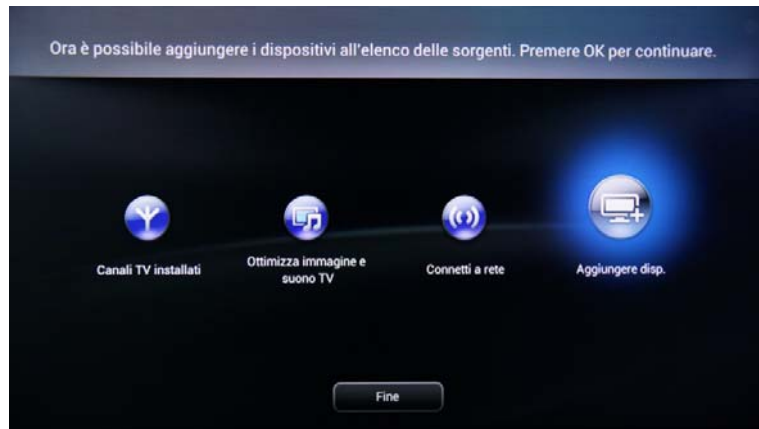 Ora è possibile aggiungere i dispositivi all'elenco delle sorgenti. Premere OK per continuare.
Canali TV installati
Ottimizza immagine e
suono TV
Connetti a rete
Aggiungere disp.
Fine